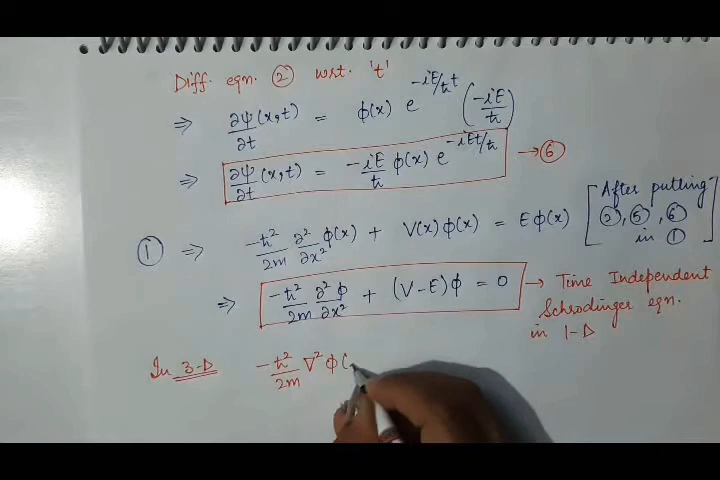 Diff. eqn. ② wrt. 't'
⇒ ∂ψ(x,t)/∂t = ϕ(x) e^(-iE/ħ t) (-iE/ħ)
⇒ ∂ψ(x,t)/∂t = -iE/ħ ϕ(x) e^(-iEt/ħ) → ⑥
① ⇒ -ħ²/2m ∂²/∂x² ϕ(x) + V(x)ϕ(x) = Eϕ(x) [After putting
②, ⑤, ⑥
in ①
⇒ -ħ²/2m ∂²ϕ/∂x² + (V-E)ϕ = 0 → Time Independent
Schrodinger eqn.
in 1-D
In 3-D -ħ²/2m ∇²ϕ(